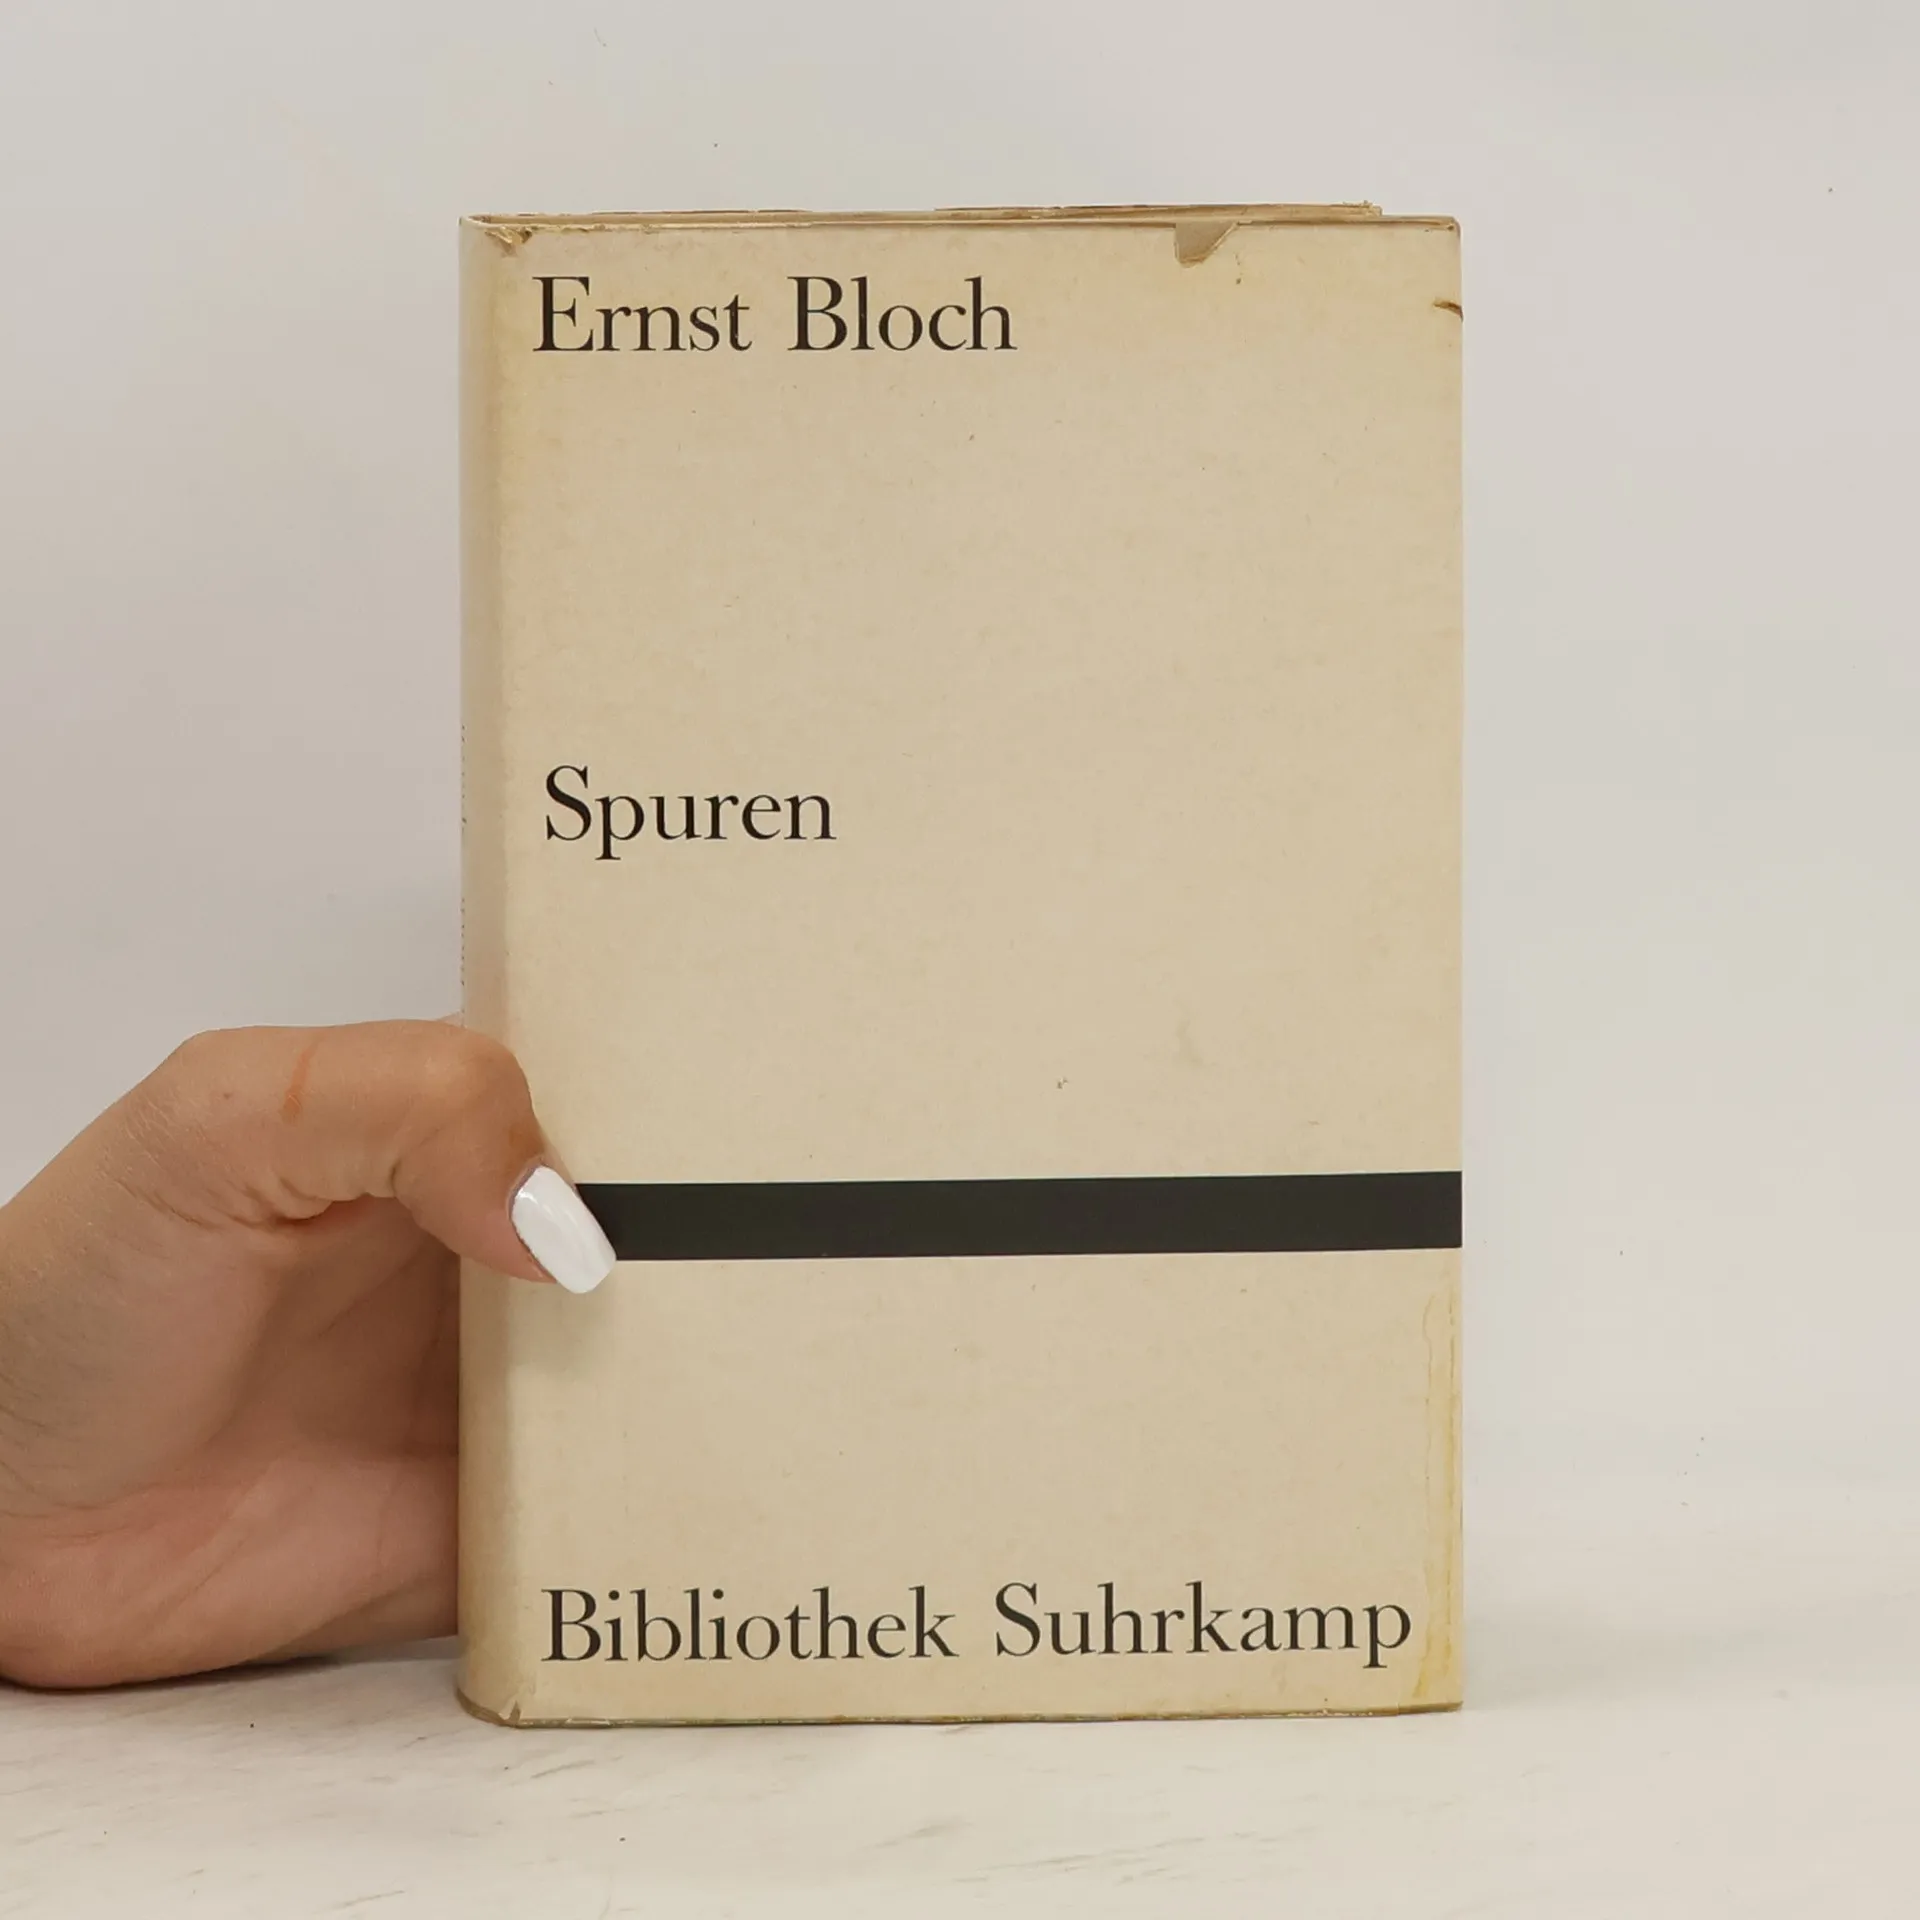 Ernst Bloch
Spuren
Bibliothek Suhrkamp